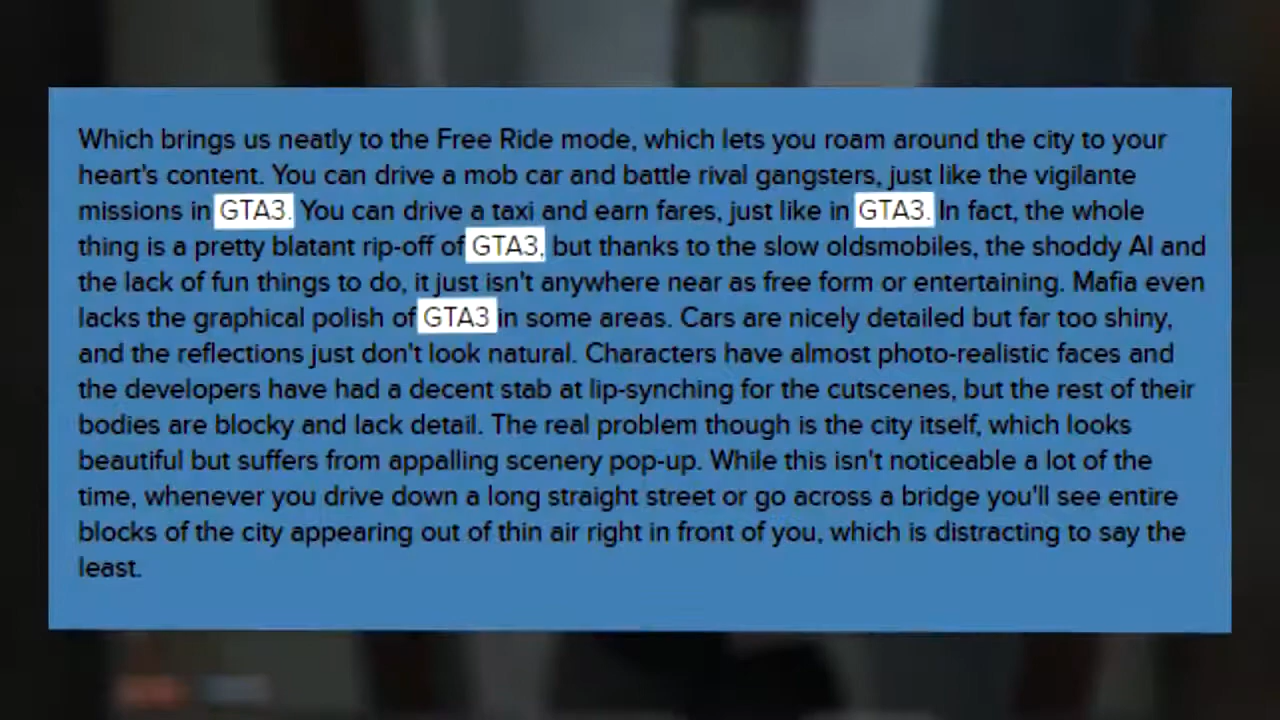 Which brings us neatly to the Free Ride mode, which lets you roam around the city to your
heart's content. You can drive a mob car and battle rival gangsters, just like the vigilante
missions in GTA3. You can drive a taxi and earn fares, just like in GTA3. In fact, the whole
thing is a pretty blatant rip-off of GTA3, but thanks to the slow oldsmobiles, the shoddy AI and
the lack of fun things to do, it just isn't anywhere near as free form or entertaining. Mafia even
lacks the graphical polish of GTA3 in some areas. Cars are nicely detailed but far too shiny,
and the reflections just don't look natural. Characters have almost photo-realistic faces and
the developers have had a decent stab at lip-synching for the cutscenes, but the rest of their
bodies are blocky and lack detail. The real problem though is the city itself, which looks
beautiful but suffers from appalling scenery pop-up. While this isn't noticeable a lot of the
time, whenever you drive down a long straight street or go across a bridge you'll see entire
blocks of the city appearing out of thin air right in front of you, which is distracting to say the
least.